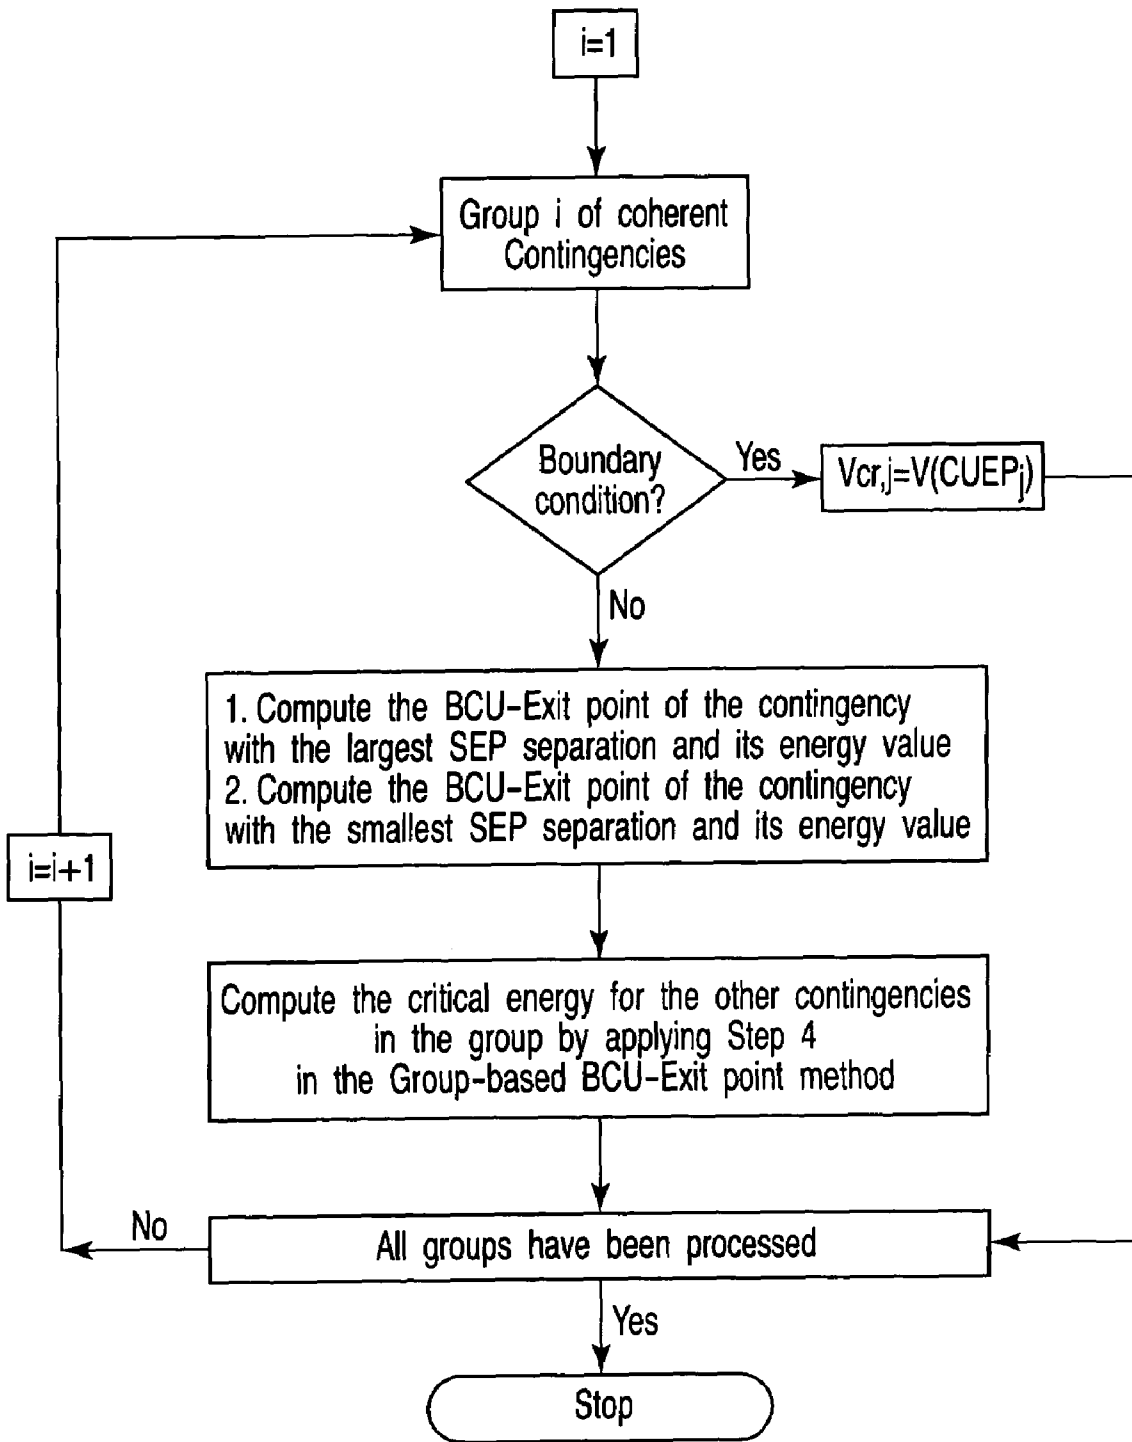 i=1
Group i of coherent
Contingencies
Boundary
condition?
Yes
Vcr,j=V(CUEPj)
No
1. Compute the BCU-Exit point of the contingency
with the largest SEP separation and its energy value
2. Compute the BCU-Exit point of the contingency
with the smallest SEP separation and its energy value
i=i+1
Compute the critical energy for the other contingencies
in the group by applying Step 4
in the Group-based BCU-Exit point method
No
All groups have been processed
Yes
Stop